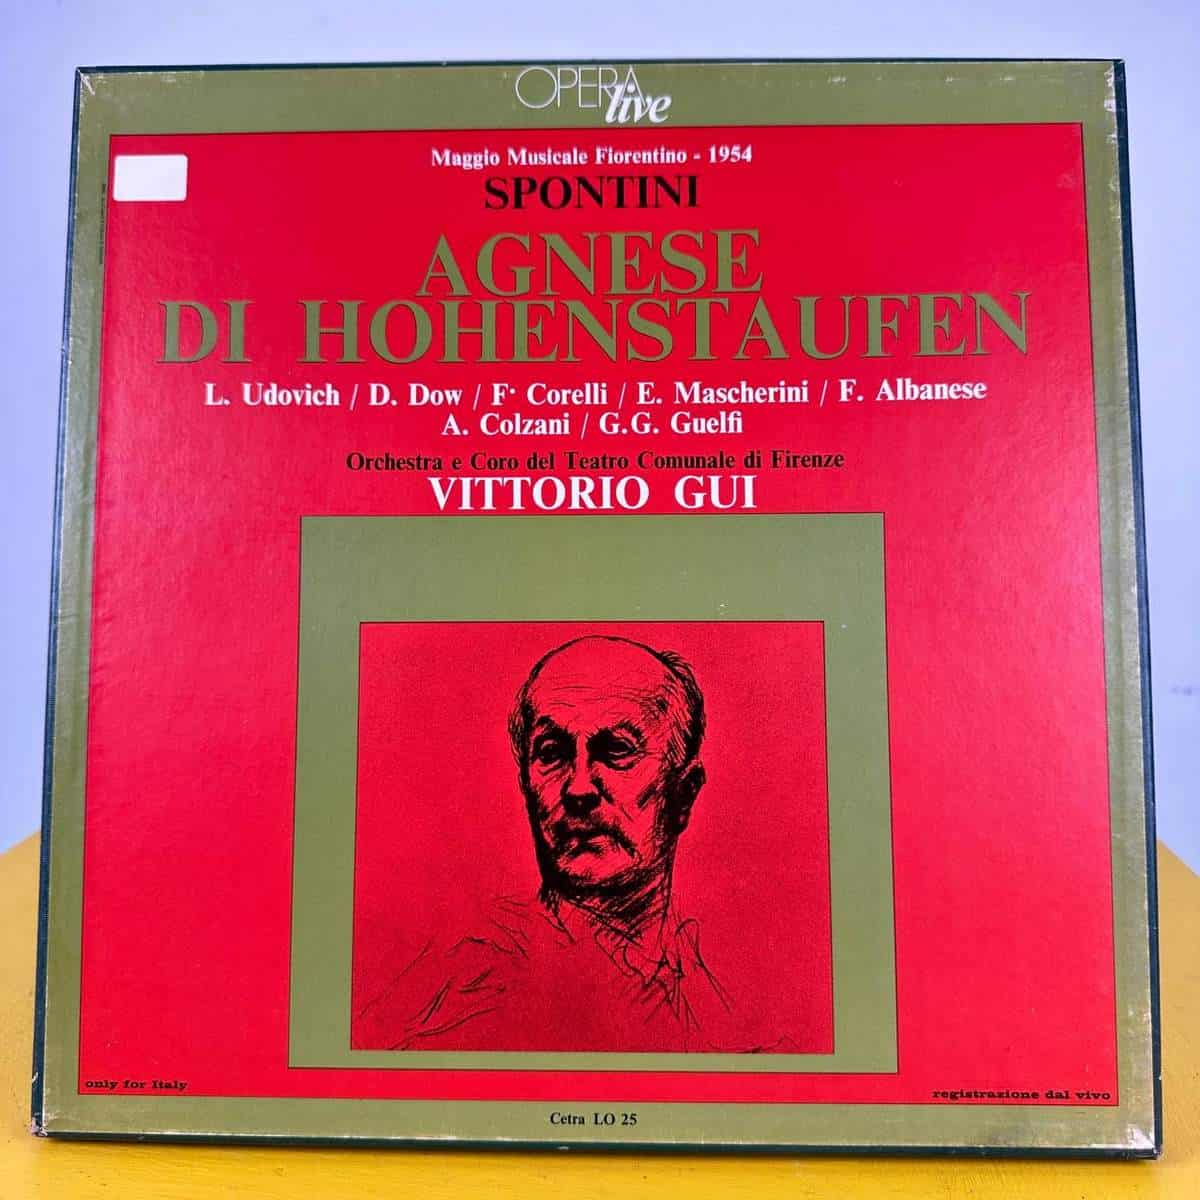 OPERA live
Maggio Musicale Fiorentino - 1954
SPONTINI
AGNESE
DI HOHENSTAUFEN
L. Udovich / D. Dow / F. Corelli / E. Mascherini / F. Albanese
A. Colzani / G.G. Guelfi
Orchestra e Coro del Teatro Comunale di Firenze
VITTORIO GUI
only for Italy
registrazione dal vivo
Cetra LO 25